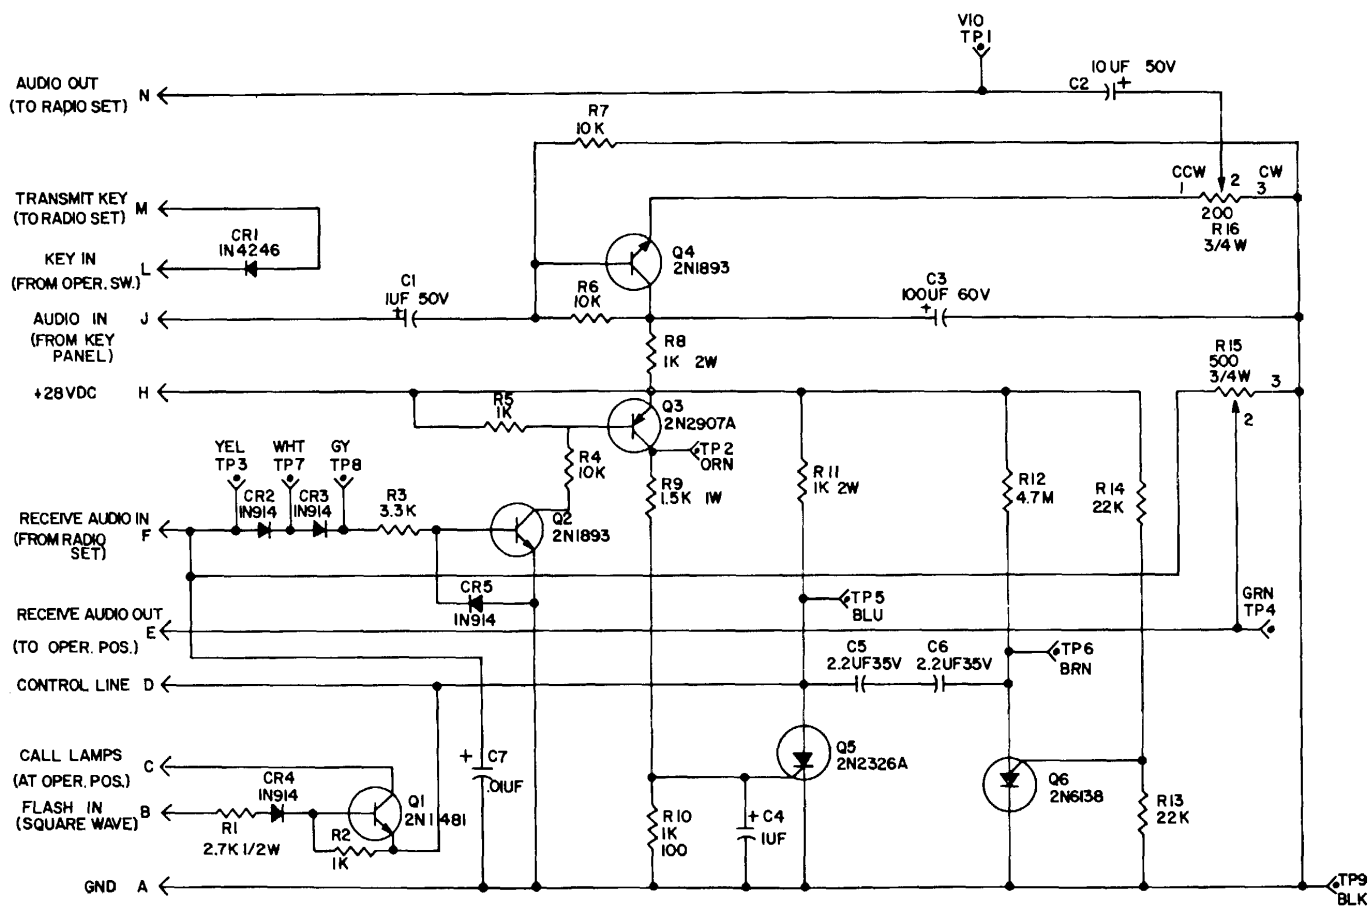 VIO
TP1
10UF 50V
C2
AUDIO OUT
(TO RADIO SET)
N
R7
10K
CCW
1
2
CW
3
200
R16
3/4W
TRANSMIT KEY
(TO RADIO SET)
M
CR1
1N4246
KEY IN
(FROM OPER. SW.)
L
Q4
2N1893
C1
1UF 50V
+
R6
10K
C3
100UF 60V
+
AUDIO IN
(FROM KEY
PANEL)
J
R8
1K 2W
R15
500
3/4W
3
2
+28VDC
H
R5
1K
Q3
2N2907A
TP2
ORN
YEL
TP3
WHT
TP7
GY
TP8
CR2
1N914
CR3
1N914
R3
3.3K
R4
10K
R9
1.5K 1W
R11
1K 2W
R12
4.7M
R14
22K
RECEIVE AUDIO IN
(FROM RADIO
SET)
F
Q2
2N1893
CR5
1N914
TP5
BLU
GRN
TP4
RECEIVE AUDIO OUT
(TO OPER. POS.)
E
C5
2.2UF35V
C6
2.2UF35V
TP6
BRN
CONTROL LINE
D
CALL LAMPS
(AT OPER. POS.)
C
+
C7
.01UF
Q5
2N2326A
Q6
2N6138
CR4
1N914
FLASH IN
(SQUARE WAVE)
B
R1
2.7K 1/2W
R2
1K
Q1
2N1481
R10
1K
100
+
C4
1UF
R13
22K
GND
A
TP9
BLK